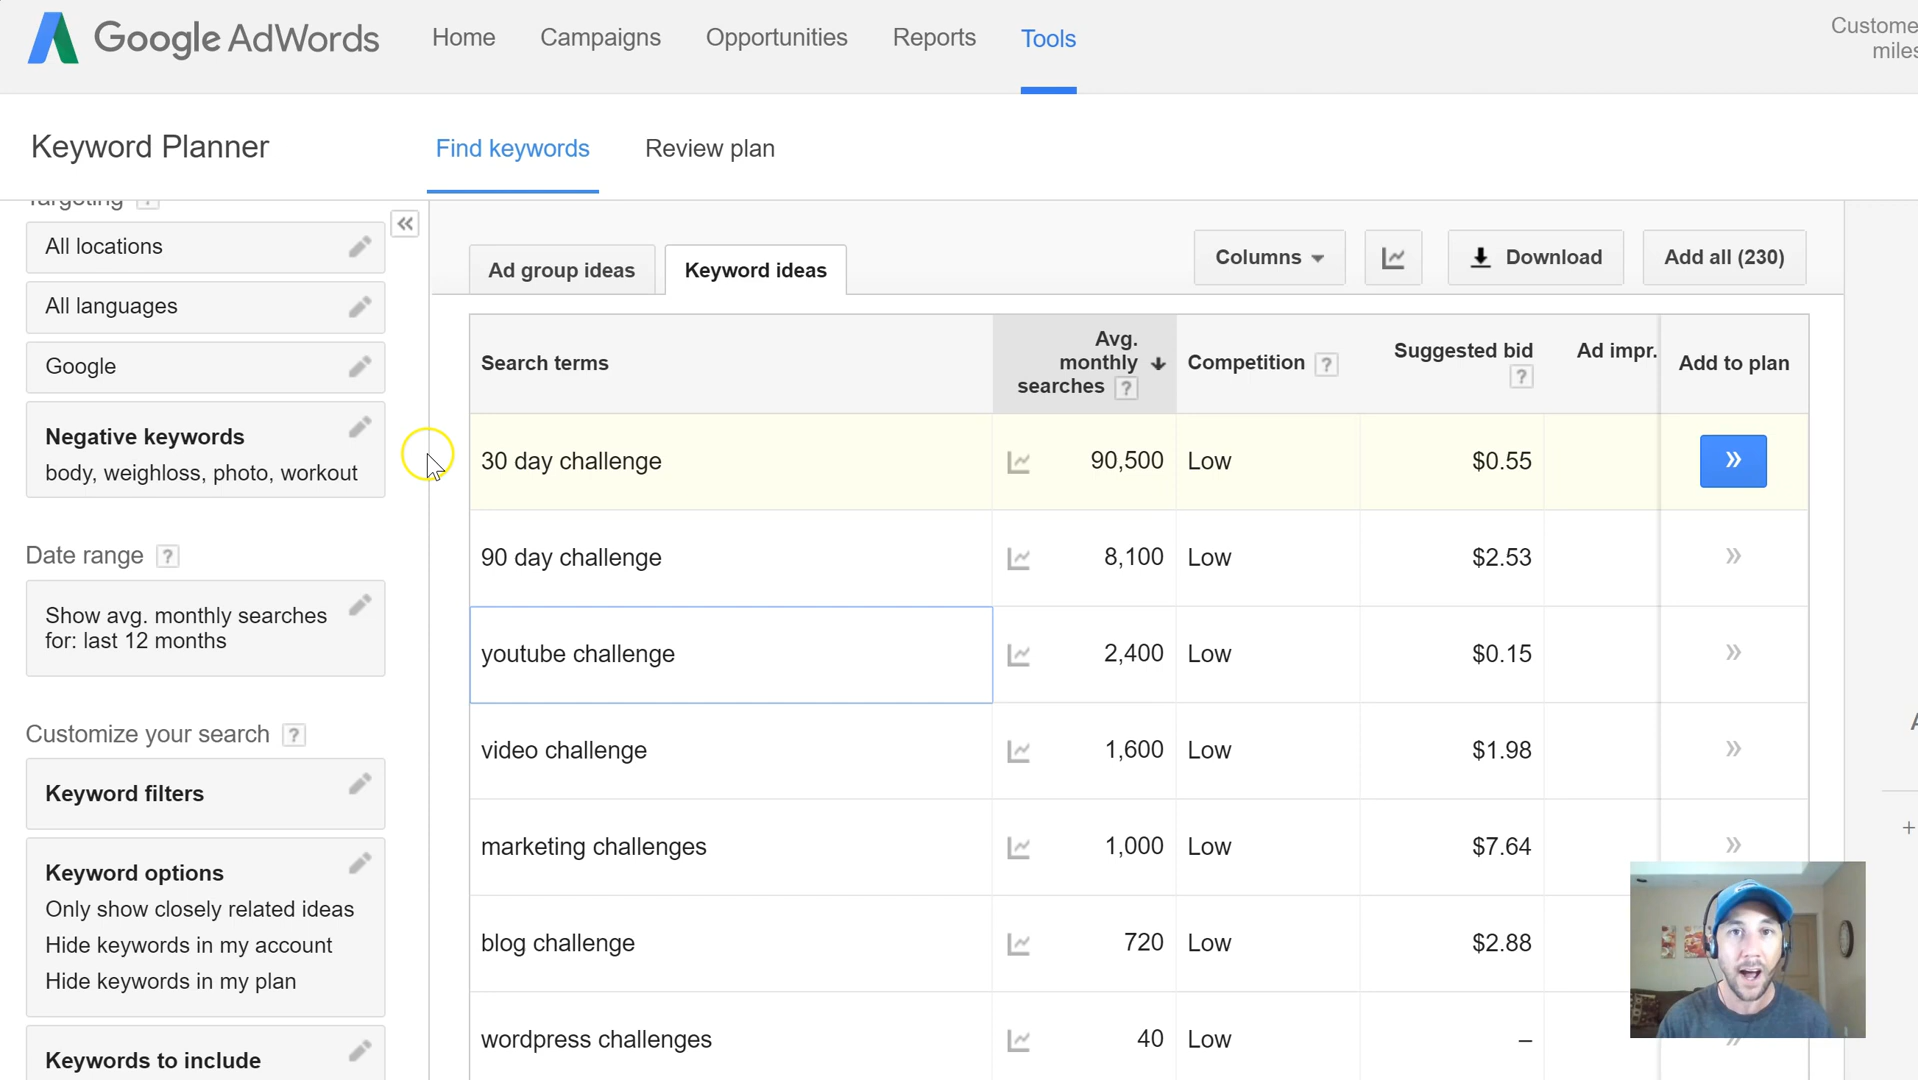 Google AdWords
Home
Campaigns
Opportunities
Reports
Tools
Keyword Planner
Find keywords
Review plan
Targeting ?
All locations
All languages
Google
Negative keywords
body, weighloss, photo, workout
Date range ?
Show avg. monthly searches
for: last 12 months
Customize your search ?
Keyword filters
Keyword options
Only show closely related ideas
Hide keywords in my account
Hide keywords in my plan
Keywords to include
«
Ad group ideas
Keyword ideas
Columns
Download
Add all (230)
Search terms
Avg.
monthly
searches ?
Competition ?
Suggested bid
?
Ad impr.
Add to plan
30 day challenge 90,500 Low $0.55 »
90 day challenge 8,100 Low $2.53 »
youtube challenge 2,400 Low $0.15 »
video challenge 1,600 Low $1.98 »
marketing challenges 1,000 Low $7.64 »
blog challenge 720 Low $2.88
wordpress challenges 40 Low –
+